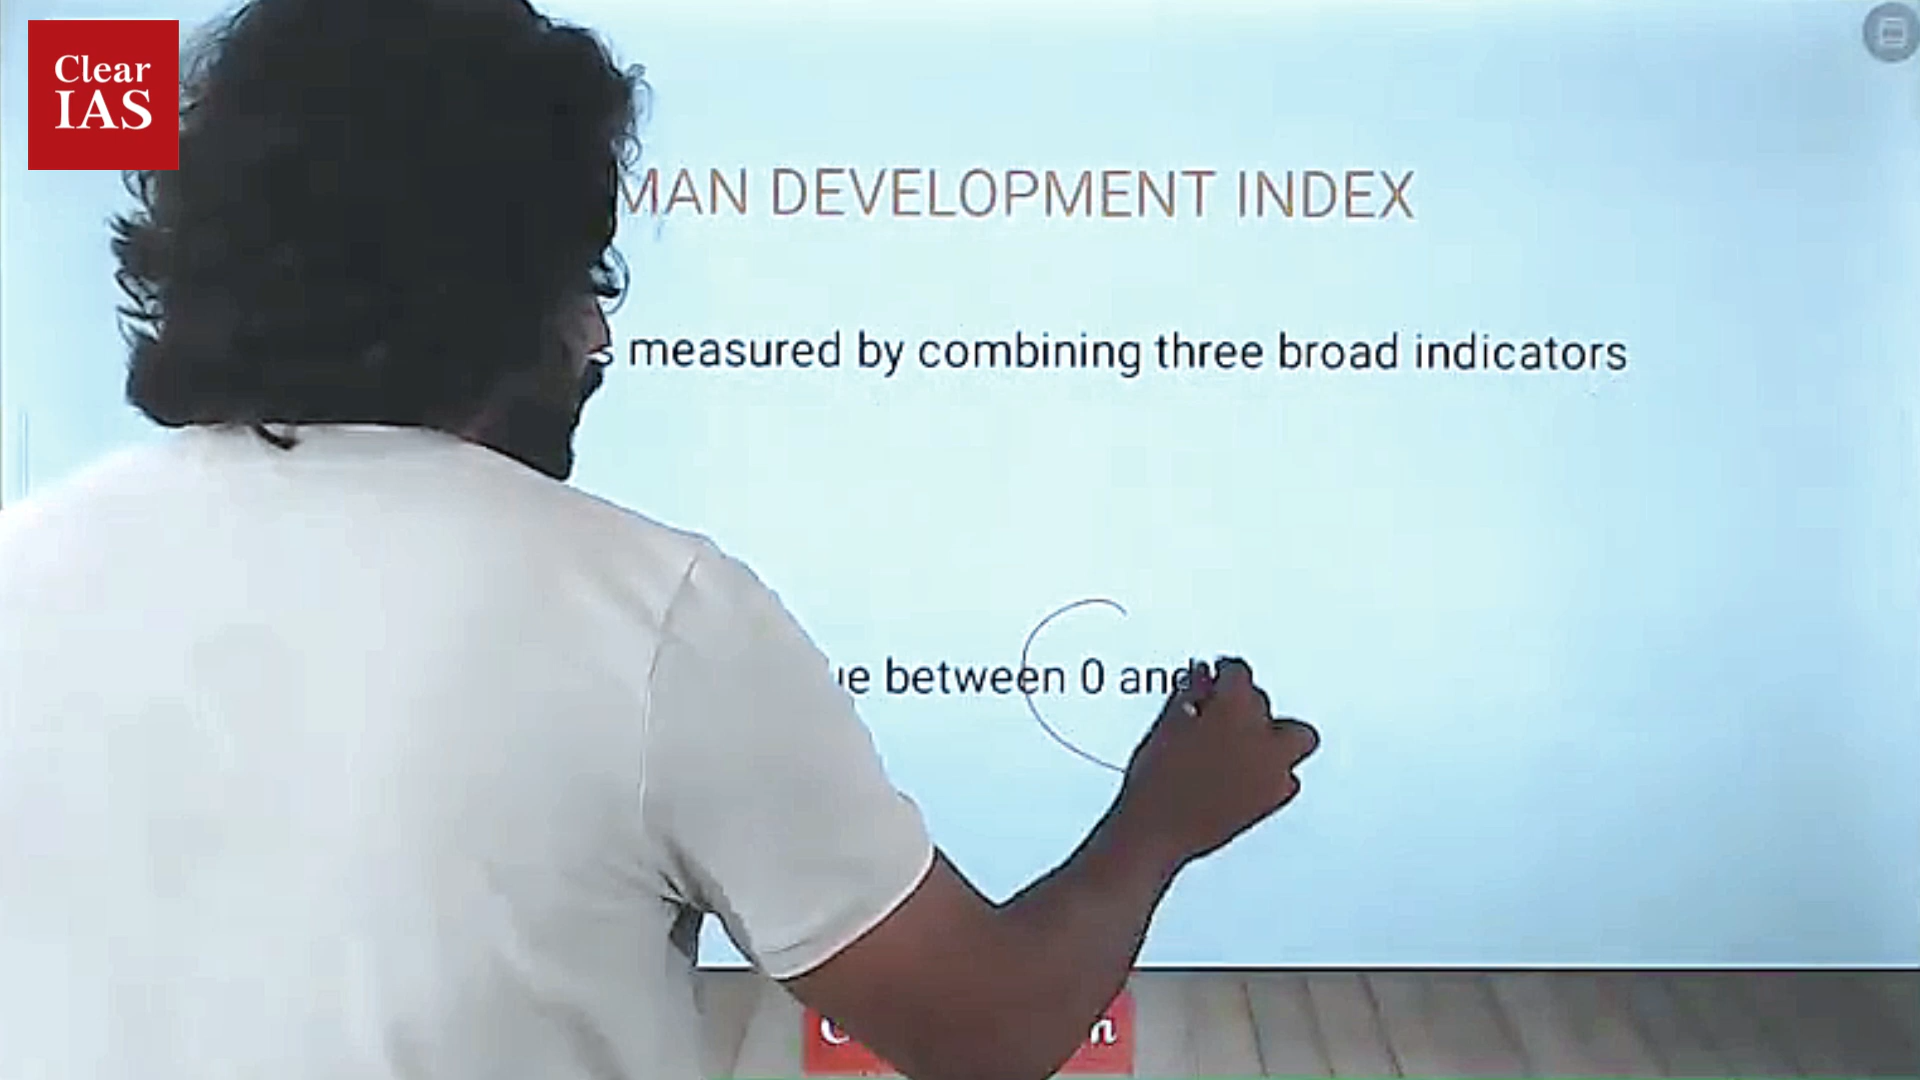 Clear
IAS
MAN DEVELOPMENT INDEX
s measured by combining three broad indicators
between 0 and